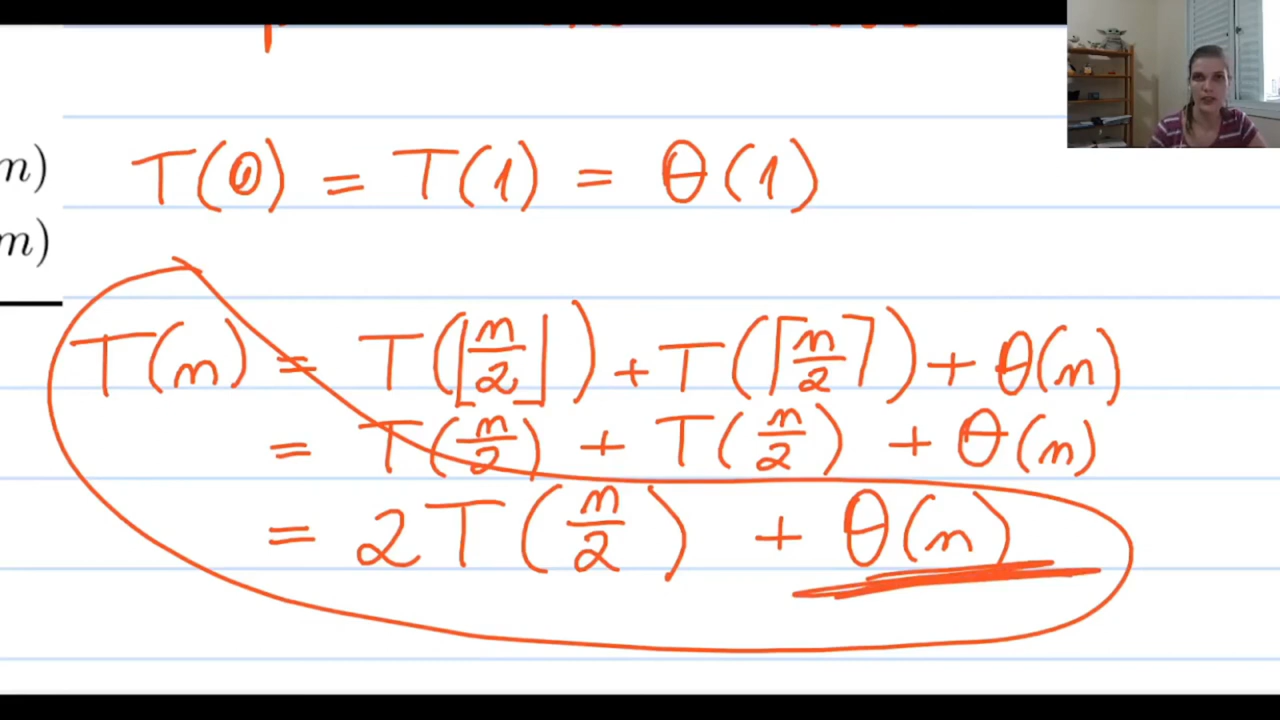 m)
T(0) = T(1) = Θ(1)
m)
T(n) = T(⌊n/2⌋) + T(⌈n/2⌉) + Θ(n)
= T(n/2) + T(n/2) + Θ(n)
= 2T(n/2) + Θ(n)